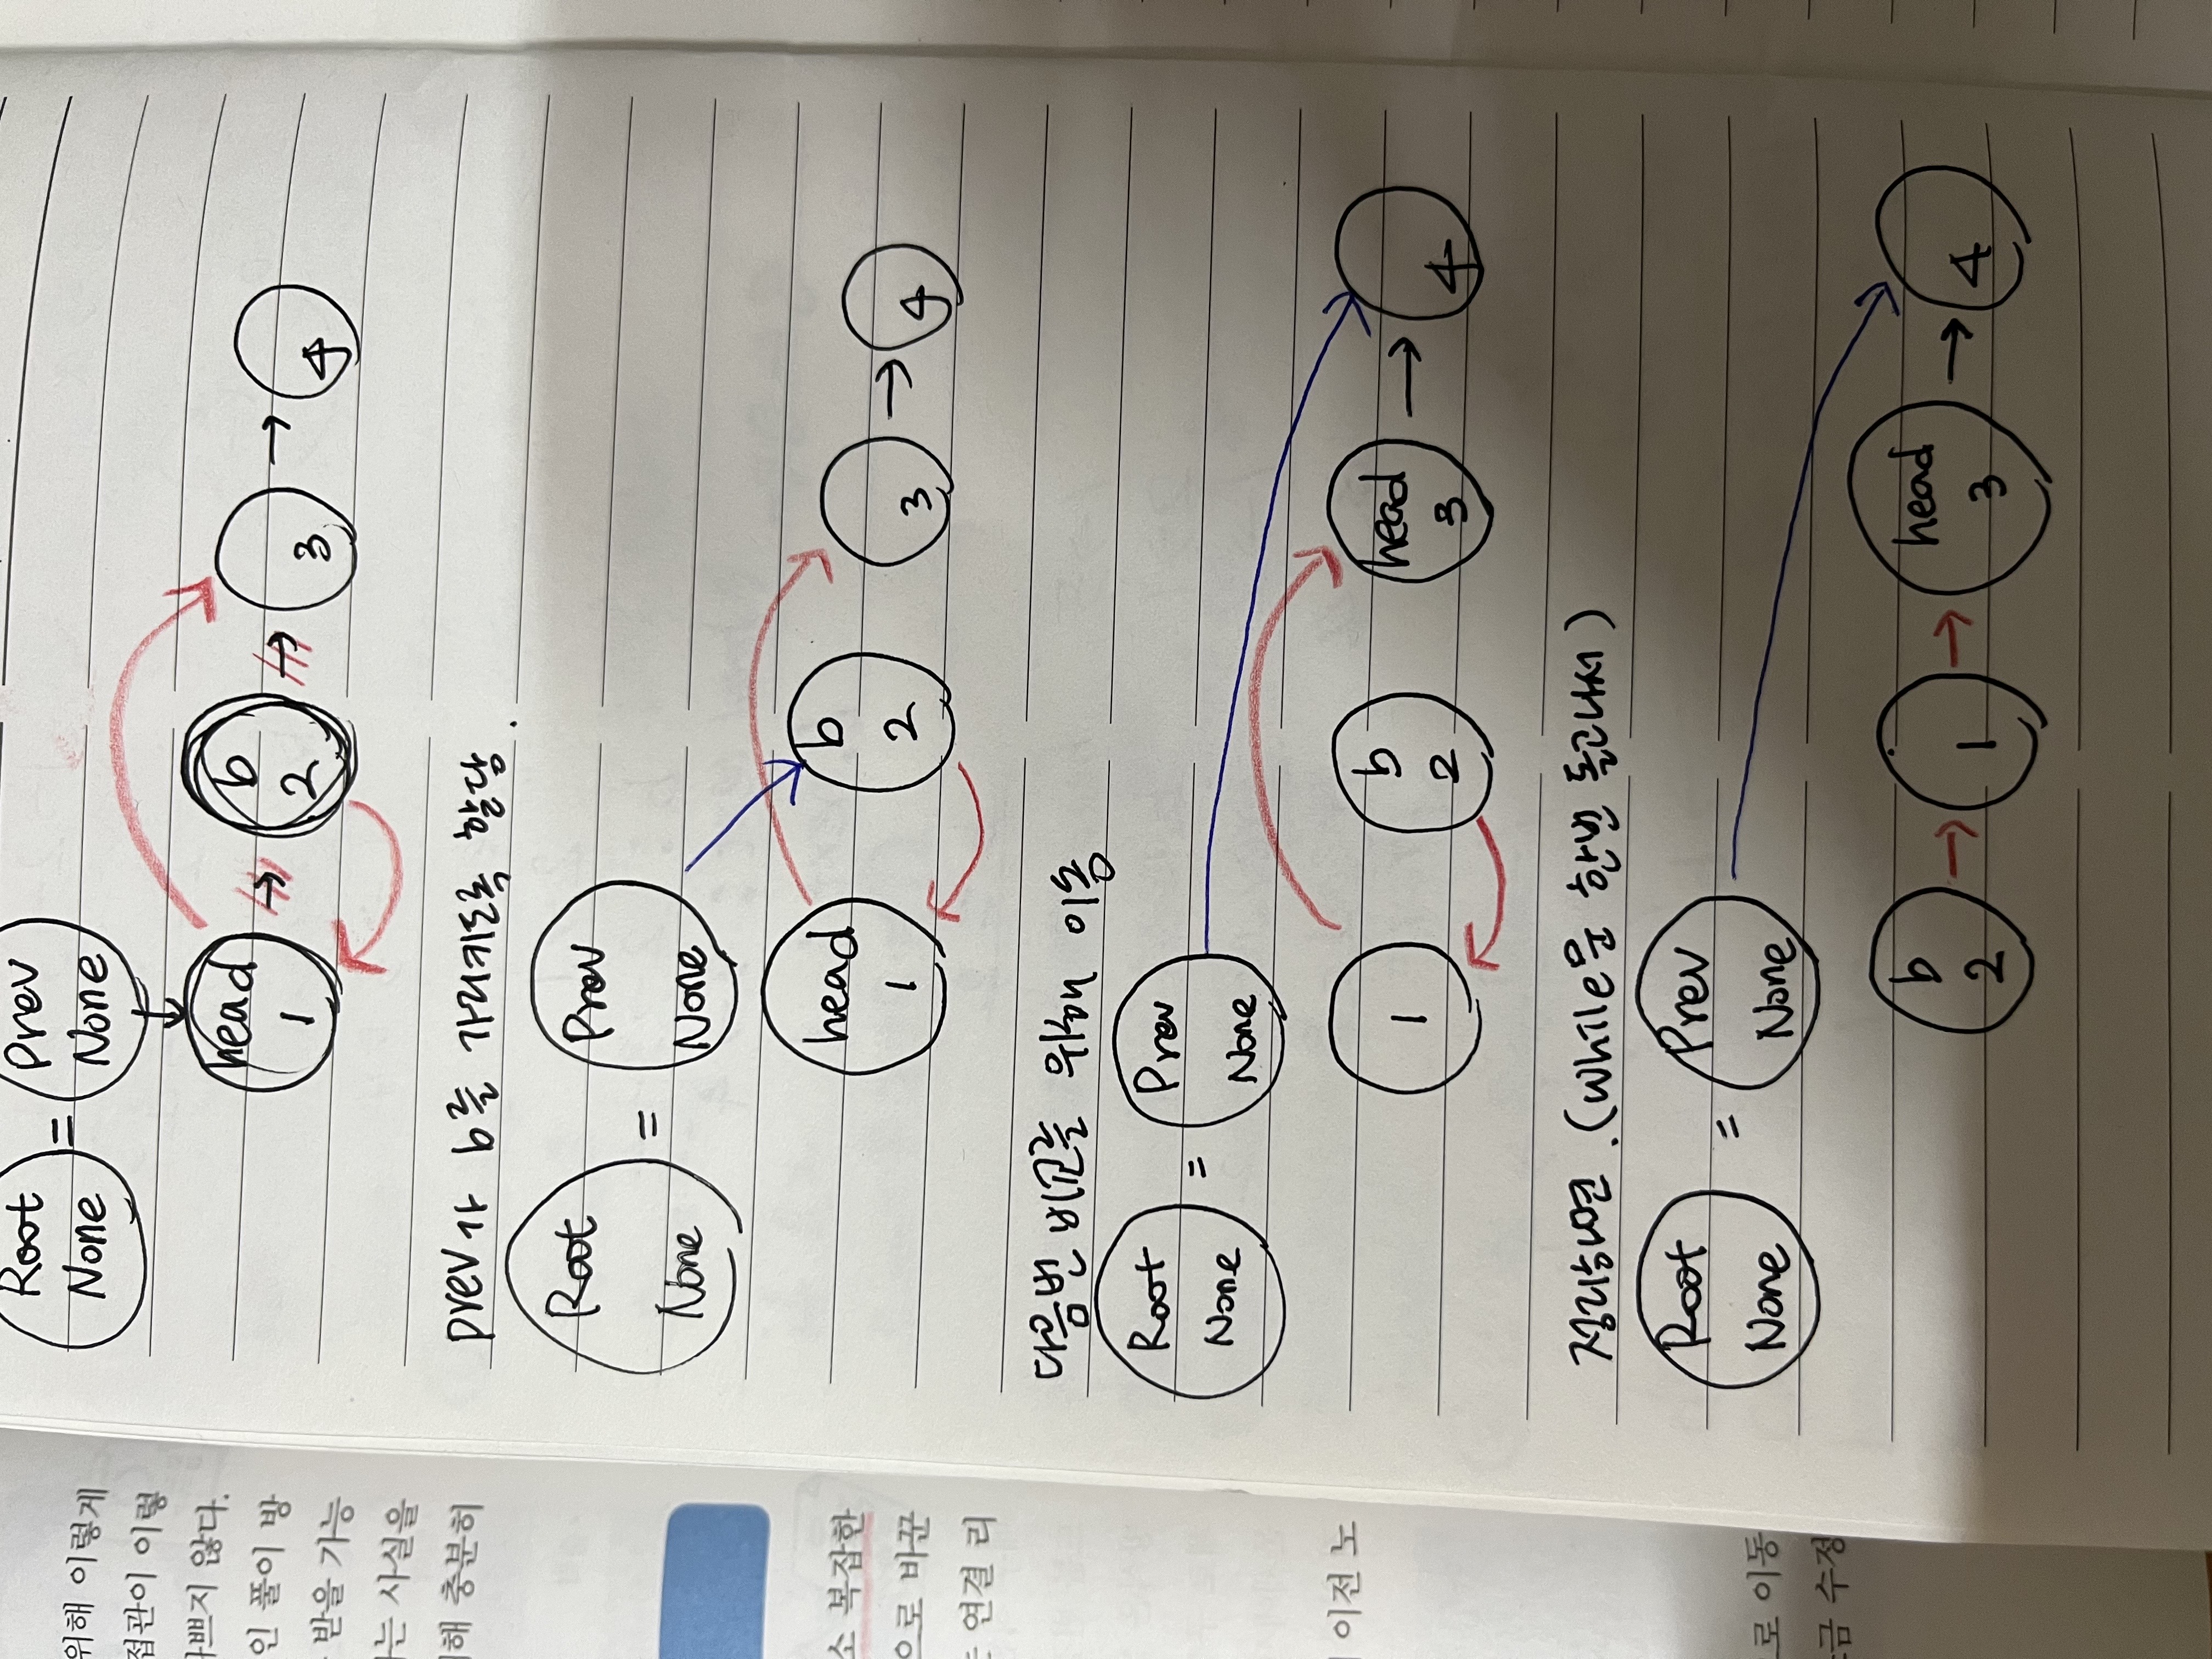 위해 이렇게
접관이 이렇
나쁘지 않다.
인 풀이 방
받을 가능
는 사실을
해 충분히
소 복잡한
으로 바꾼
는 연결 리
이전 노
로 이동
금 수정
Root = Prev
None None
head b
1 → 2 → 3 → 4
prev가 b를 가리키도록 할당.
Root = Prev
None None
head b
1 2 3 → 4
다음번 비교를 위해 이동
Root = Prev
None None
b head
1 2 3 → 4
정리하면.(while문 한번 돌고나서)
Root = Prev
None None
b head
2 → 1 → 3 → 4